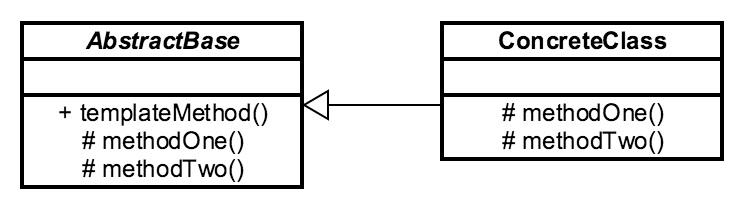 AbstractBase
+ templateMethod()
# methodOne()
# methodTwo()
ConcreteClass
# methodOne()
# methodTwo()